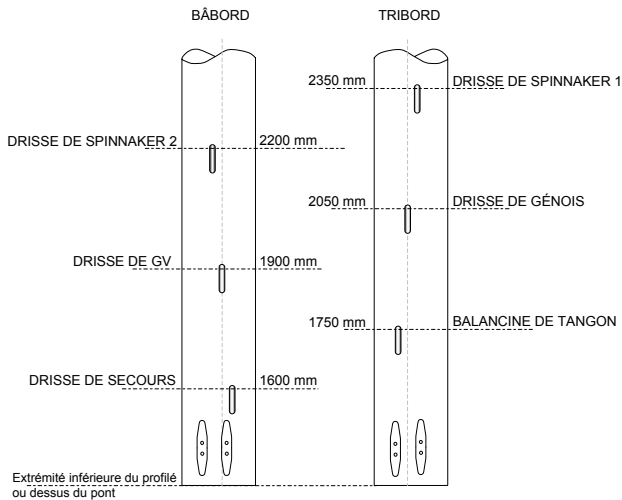 BÂBORD
TRIBORD
2350 mm
DRISSE DE SPINNAKER 1
DRISSE DE SPINNAKER 2
2200 mm
2050 mm
DRISSE DE GÉNOIS
DRISSE DE GV
1900 mm
1750 mm
BALANCINE DE TANGON
DRISSE DE SECOURS
1600 mm
Extrémité inférieure du profilé
ou dessus du pont